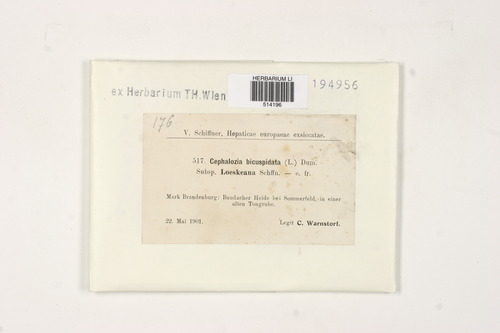 HERBARIUM LI
514196
194956
ex Herbarium TH.Wien
176
V. Schiffner, Hepaticae europaeae exsiccatae.
517. Cephalozia bicuspidata (L.) Dum.
Subsp. Loeskeana Schffn. — c. fr.
Mark Brandenburg: Baudacher Heide bei Sommerfeld, in einer
alten Tongrube.
22. Mai 1901. Legit C. Warnstorf.